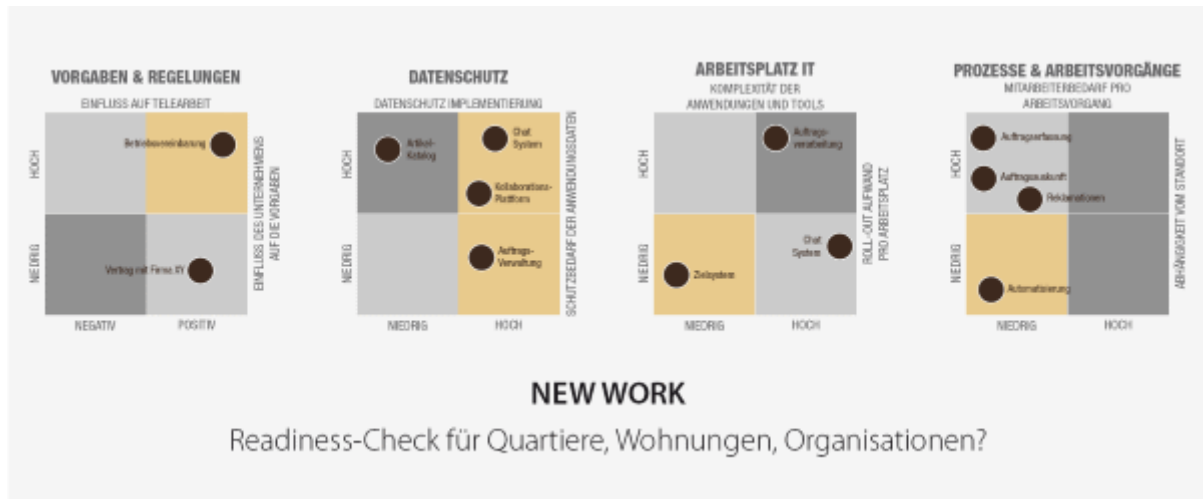 VORGABEN & REGELUNGEN
EINFLUSS AUF TELEARBEIT
HOCH
NIEDRIG
Betriebsvereinbarung
Vertrag mit Firma XY
NEGATIV
POSITIV
EINFLUSS DES UNTERNEHMENS
AUF DIE VORGABEN
DATENSCHUTZ
DATENSCHUTZ IMPLEMENTIERUNG
HOCH
NIEDRIG
Artikel-
Katalog
Chat
System
Kollaborations-
Plattform
Auftrags-
Verwaltung
NIEDRIG
HOCH
SCHUTZBEDARF DER ANWENDUNGSDATEN
ARBEITSPLATZ IT
KOMPLEXITÄT DER
ANWENDUNGEN UND TOOLS
HOCH
NIEDRIG
Auftrags-
verarbeitung
Chat
System
Zielsystem
NIEDRIG
HOCH
ROLL-OUT AUFWAND
PRO ARBEITSPLATZ
PROZESSE & ARBEITSVORGÄNGE
MITARBEITERBEDARF PRO
ARBEITSVORGANG
HOCH
NIEDRIG
Auftragserfassung
Auftragsauskunft
Reklamationen
Automatisierung
NIEDRIG
HOCH
ABHÄNGIGKEIT VOM STANDORT
NEW WORK
Readiness-Check für Quartiere, Wohnungen, Organisationen?